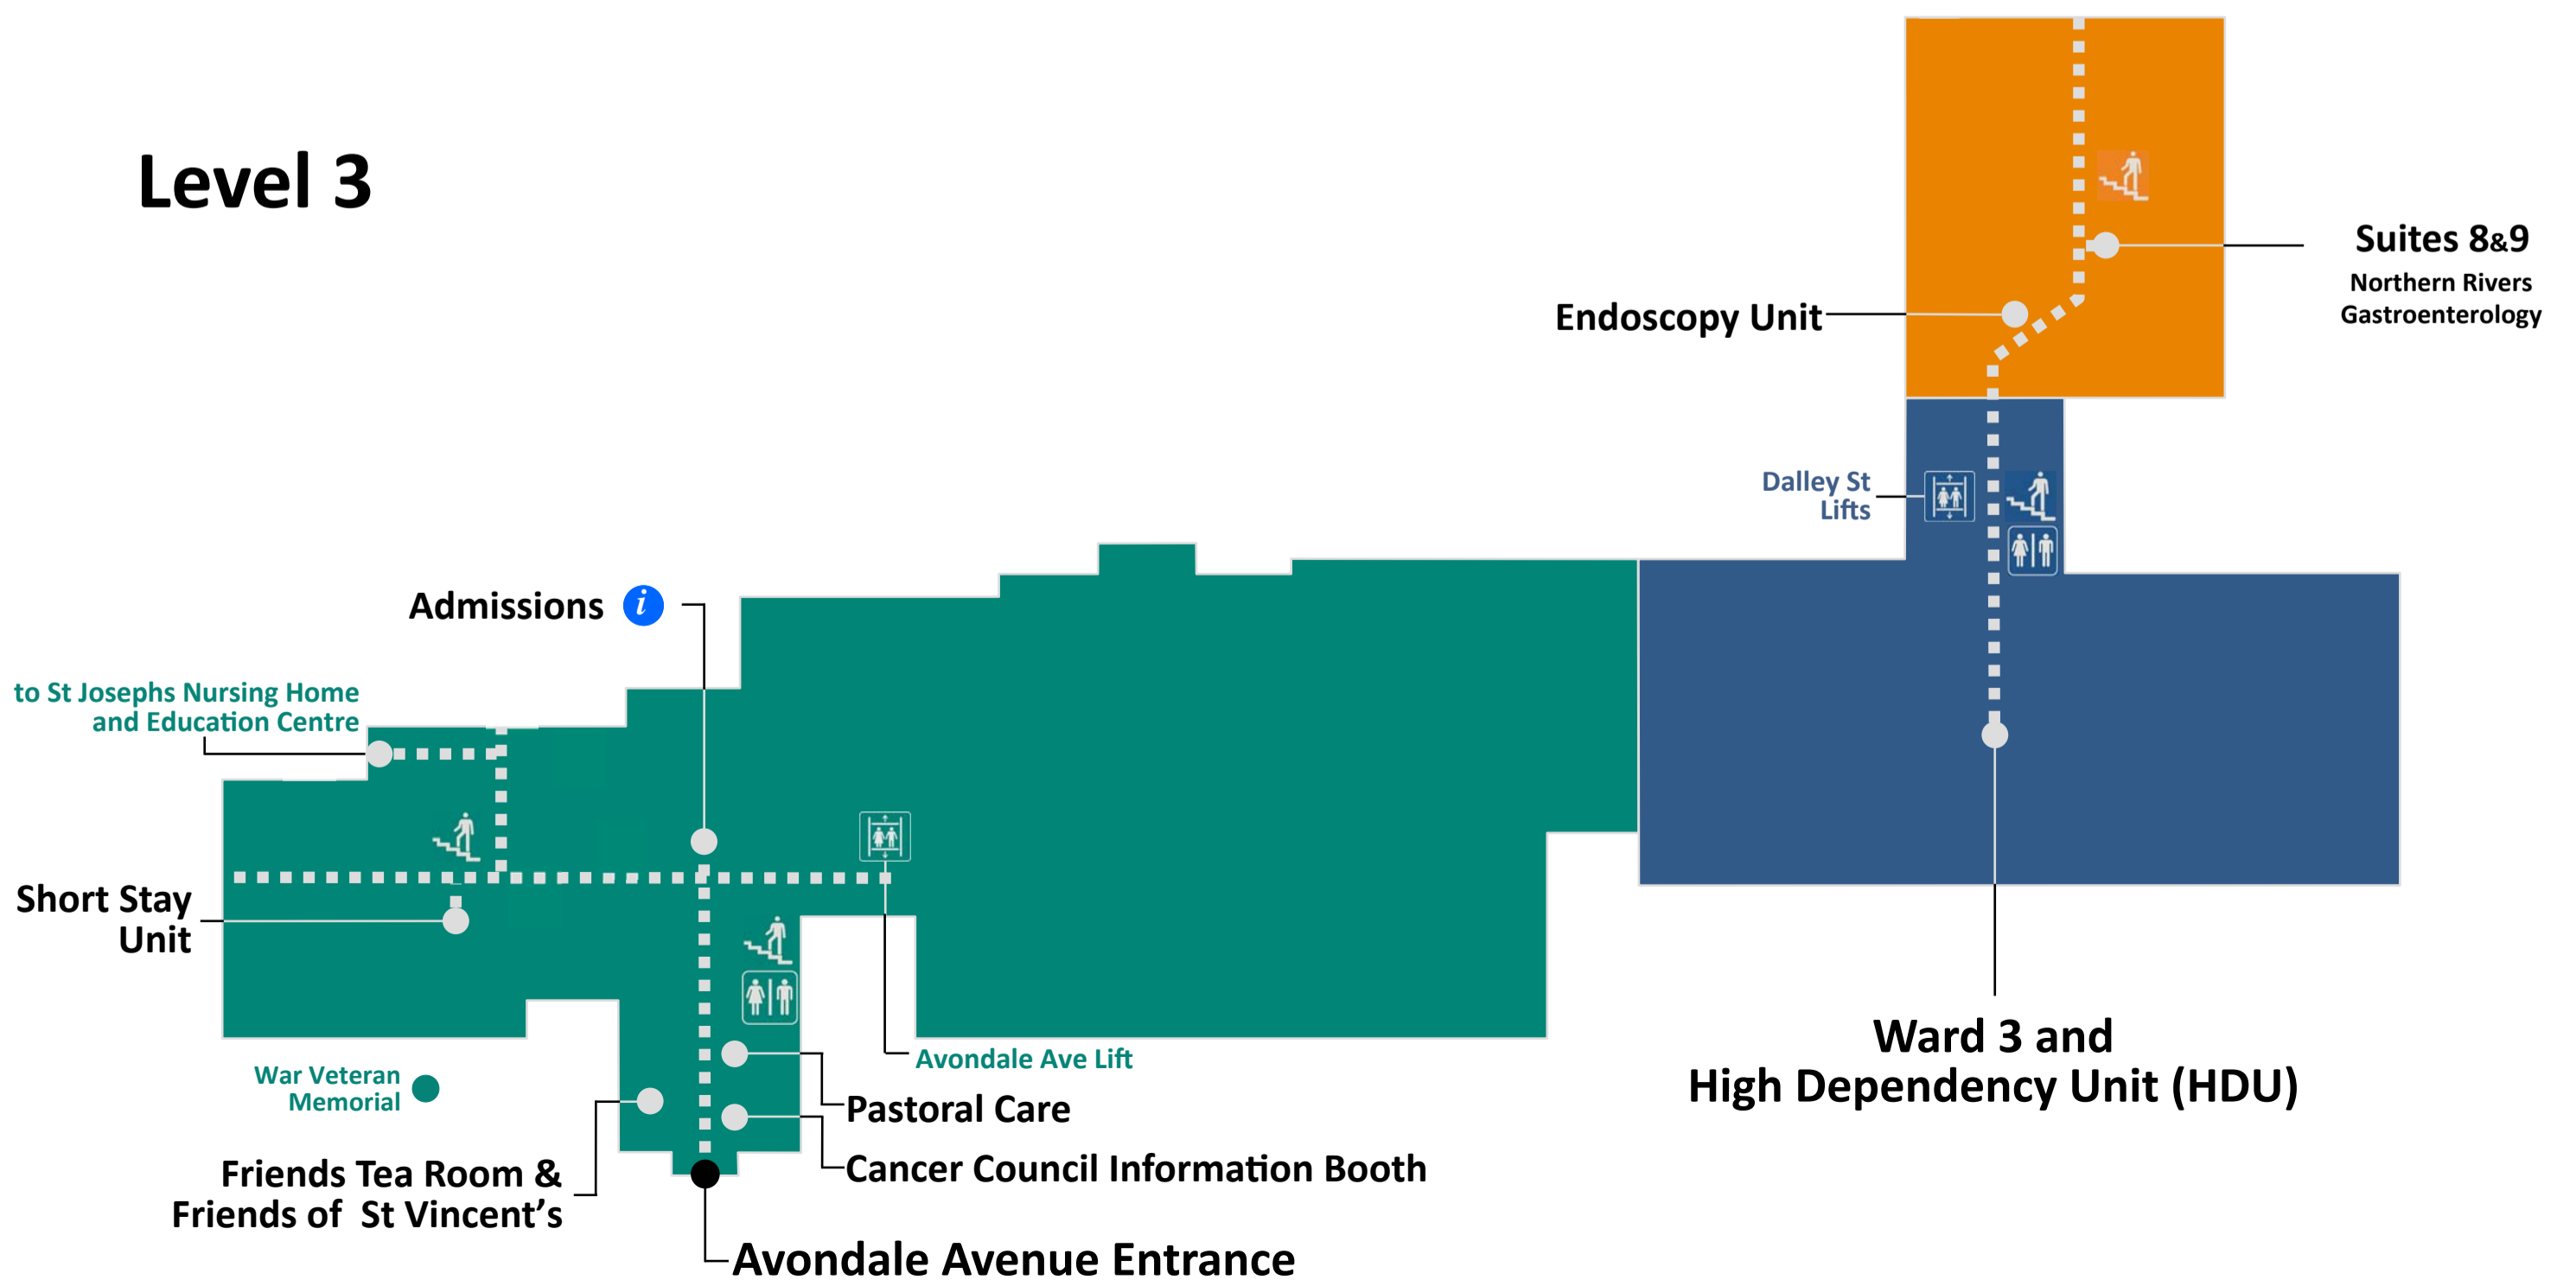 Level 3
Suites 8&9
Northern Rivers
Gastroenterology
Endoscopy Unit
Dalley St
Lifts
Admissions i
to St Josephs Nursing Home
and Education Centre
Short Stay
Unit
War Veteran
Memorial
Avondale Ave Lift
Pastoral Care
Cancer Council Information Booth
Friends Tea Room &
Friends of  St Vincent’s
Avondale Avenue Entrance
Ward 3 and
High Dependency Unit (HDU)